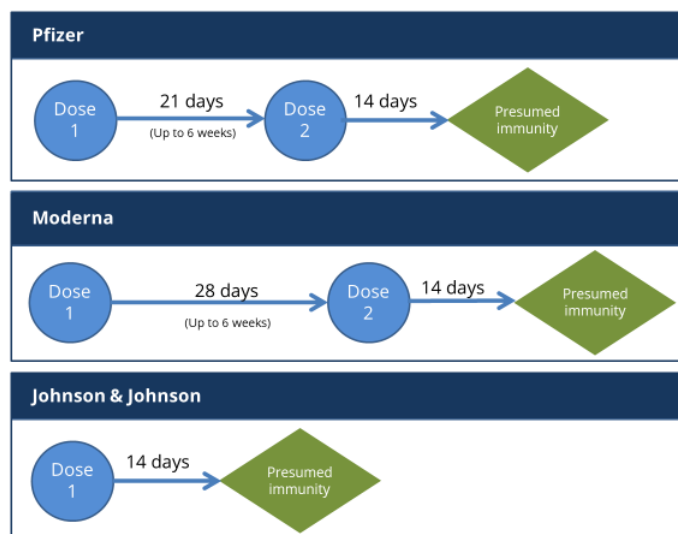 Pfizer
Dose
1
21 days
(Up to 6 weeks)
Dose
2
14 days
Presumed
immunity
Moderna
Dose
1
28 days
(Up to 6 weeks)
Dose
2
14 days
Presumed
immunity
Johnson & Johnson
Dose
1
14 days
Presumed
immunity